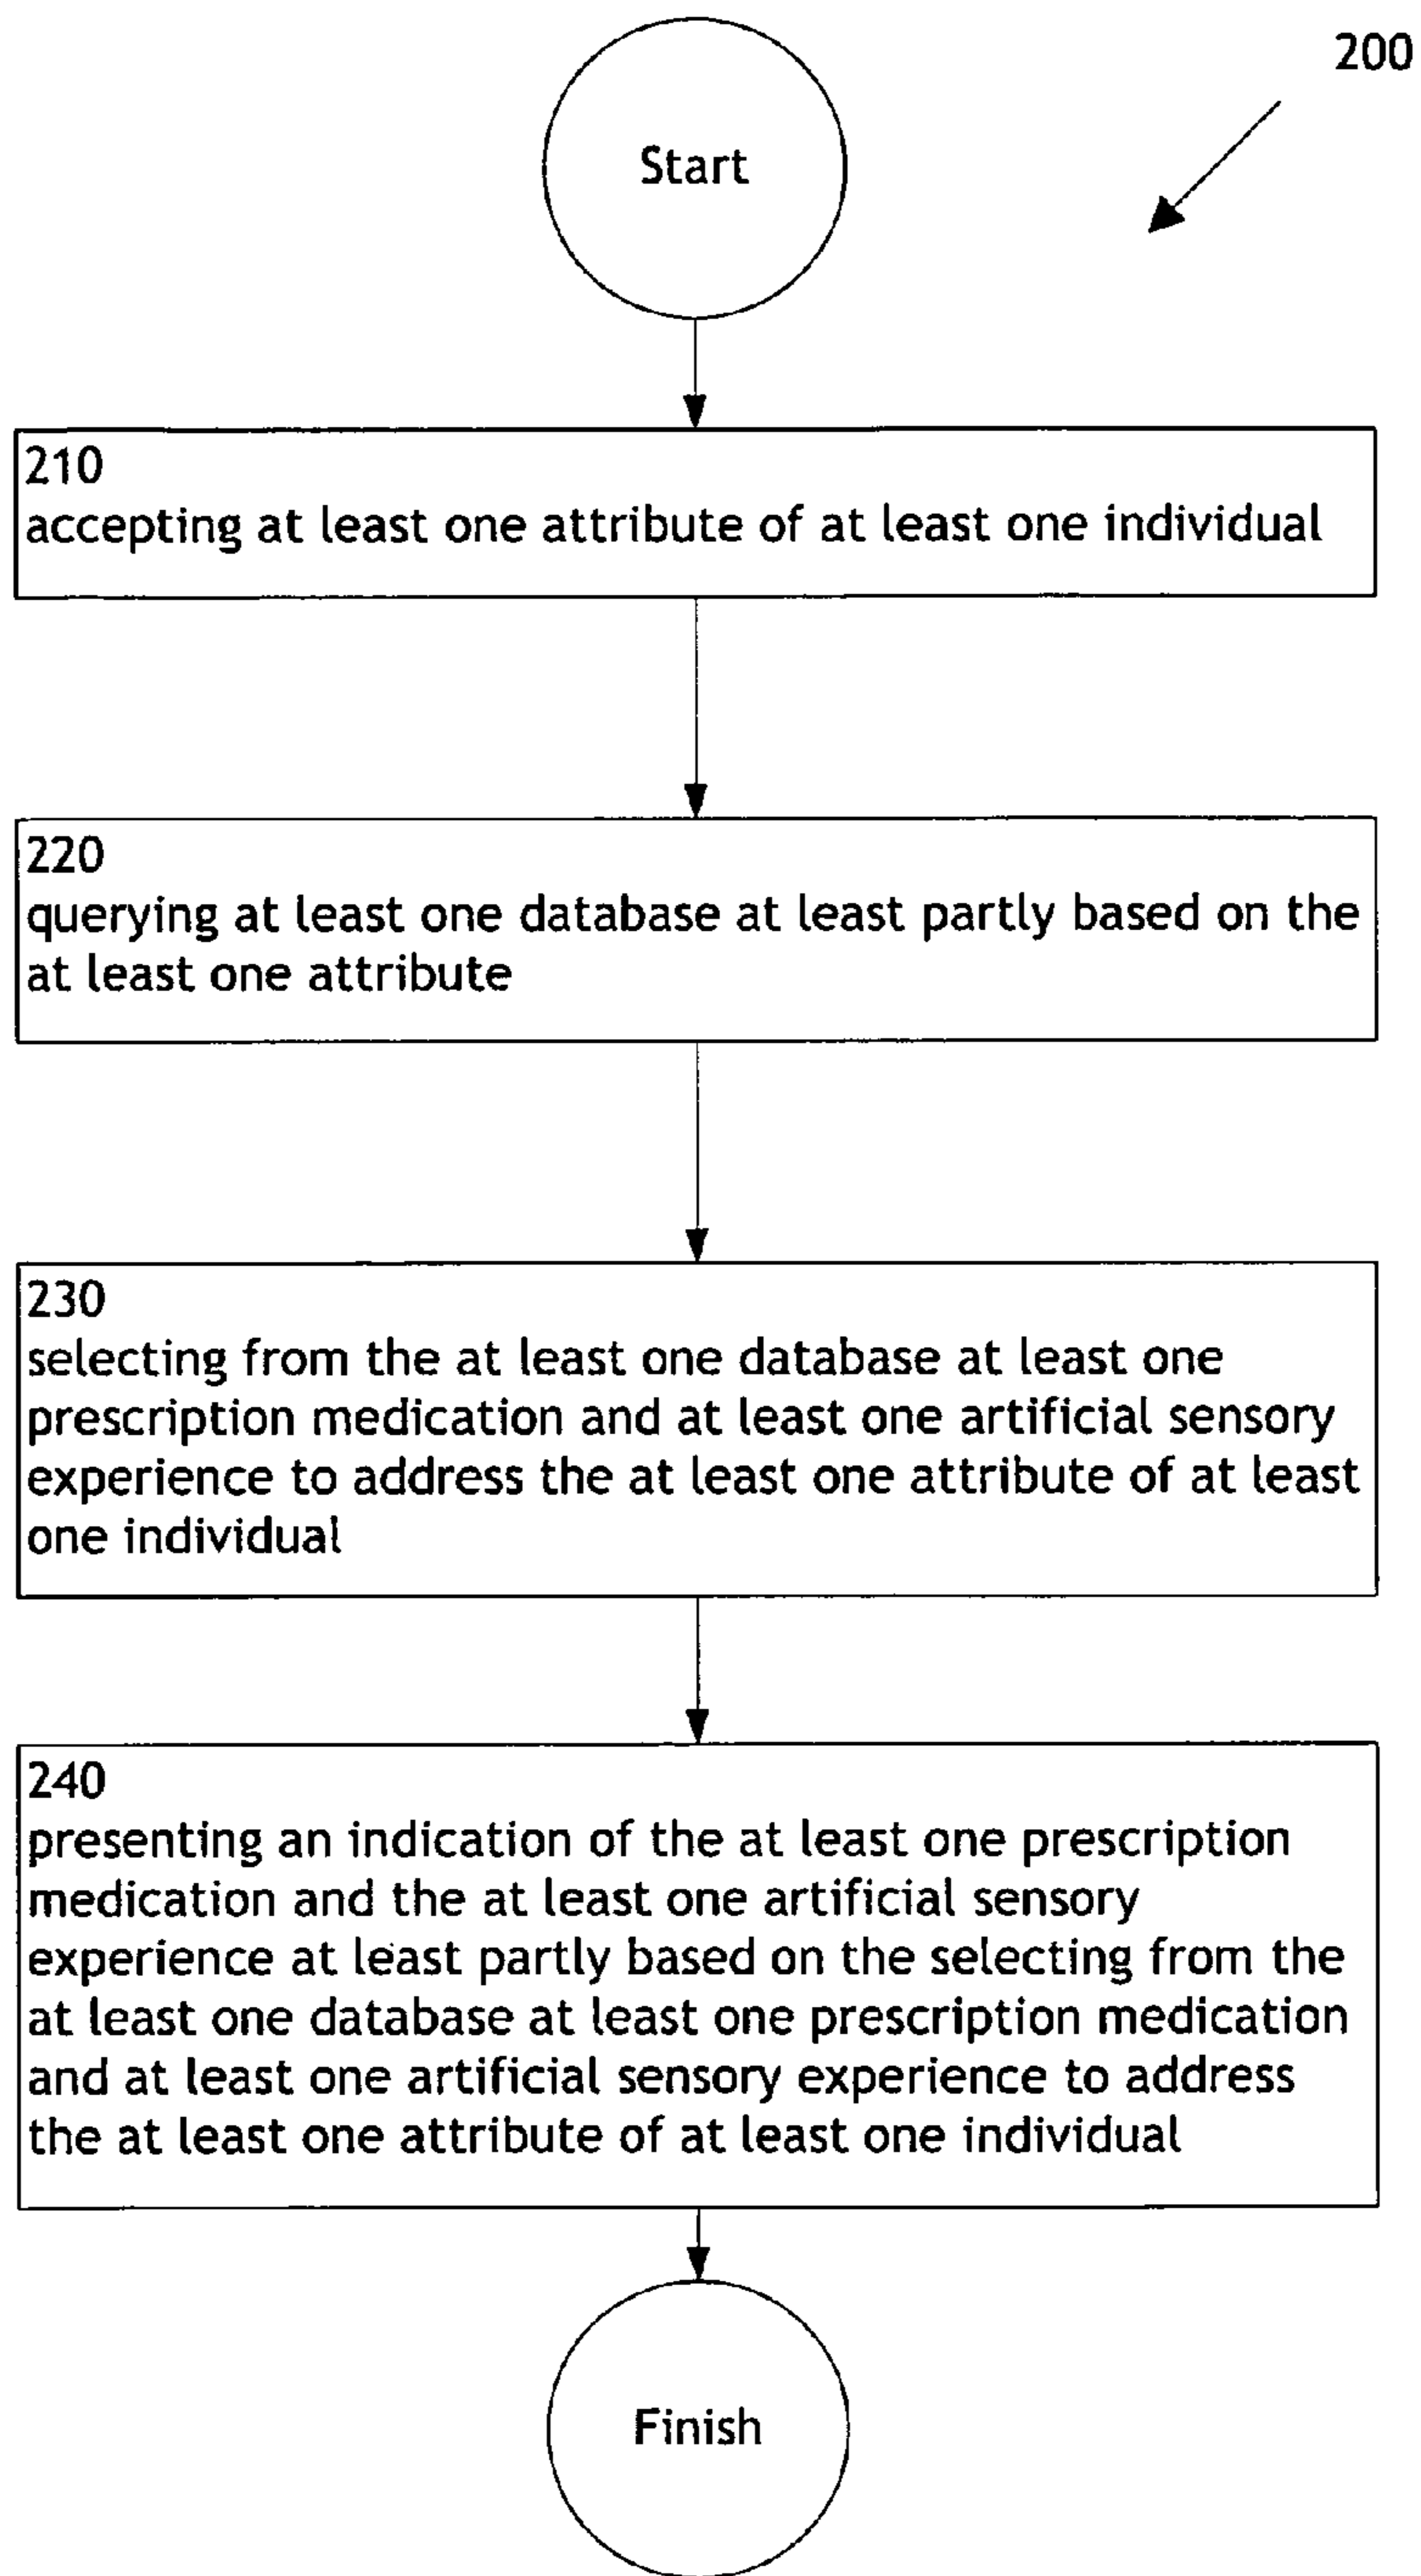 200
Start
210
accepting at least one attribute of at least one individual
220
querying at least one database at least partly based on the
at least one attribute
230
selecting from the at least one database at least one
prescription medication and at least one artificial sensory
experience to address the at least one attribute of at least
one individual
240
presenting an indication of the at least one prescription
medication and the at least one artificial sensory
experience at least partly based on the selecting from the
at least one database at least one prescription medication
and at least one artificial sensory experience to address
the at least one attribute of at least one individual
Finish